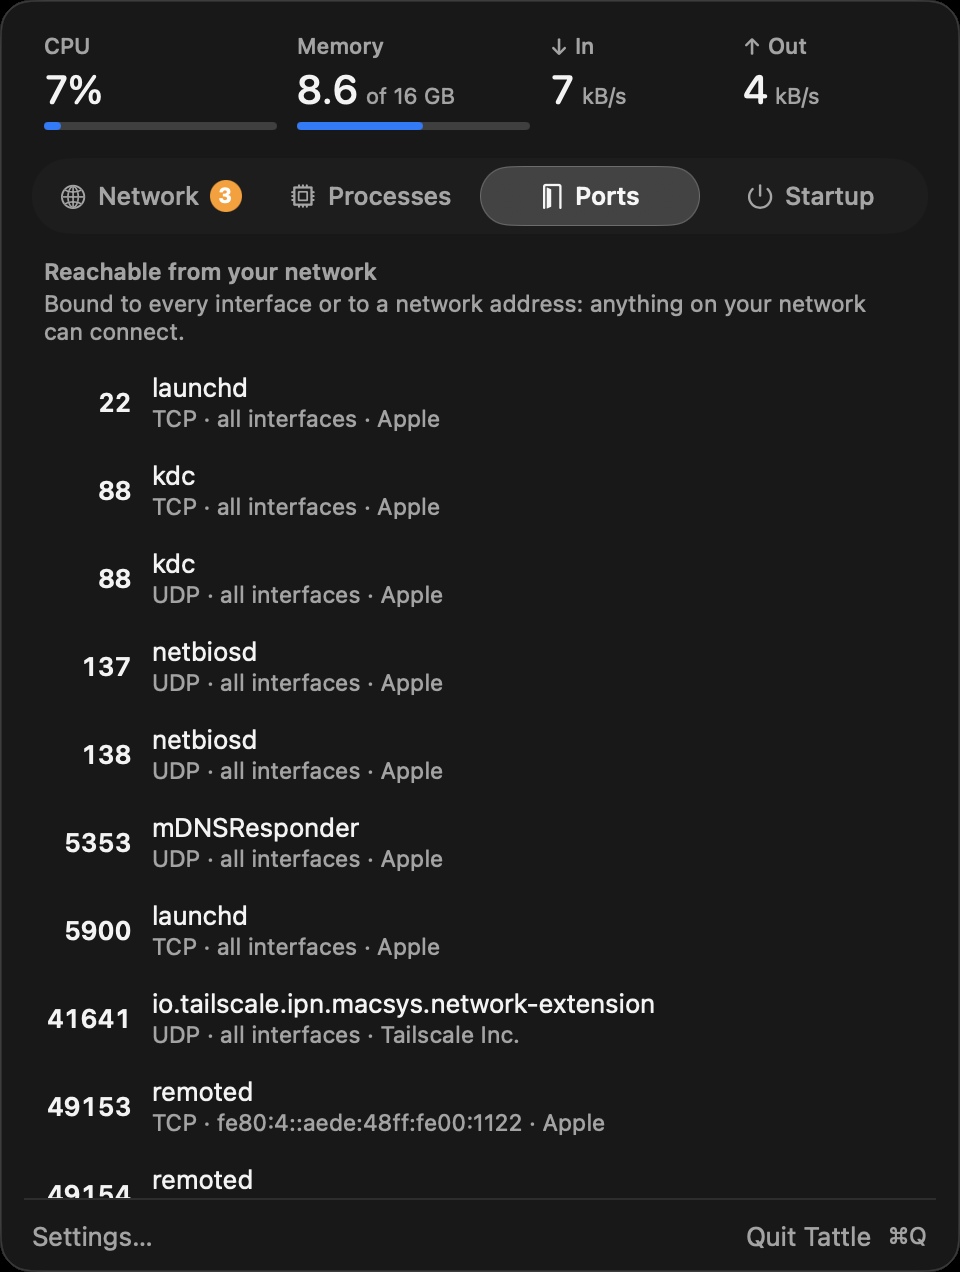 CPU
7%
Memory
8.6 of 16 GB
↓ In
7 kB/s
↑ Out
4 kB/s
Network 3
Processes
Ports
Startup
Reachable from your network
Bound to every interface or to a network address: anything on your network
can connect.
22
launchd
TCP · all interfaces · Apple
88
kdc
TCP · all interfaces · Apple
88
kdc
UDP · all interfaces · Apple
137
netbiosd
UDP · all interfaces · Apple
138
netbiosd
UDP · all interfaces · Apple
5353
mDNSResponder
UDP · all interfaces · Apple
5900
launchd
TCP · all interfaces · Apple
41641
io.tailscale.ipn.macsys.network-extension
UDP · all interfaces · Tailscale Inc.
49153
remoted
TCP · fe80:4::aede:48ff:fe00:1122 · Apple
49154
remoted
Settings...
Quit Tattle ⌘Q